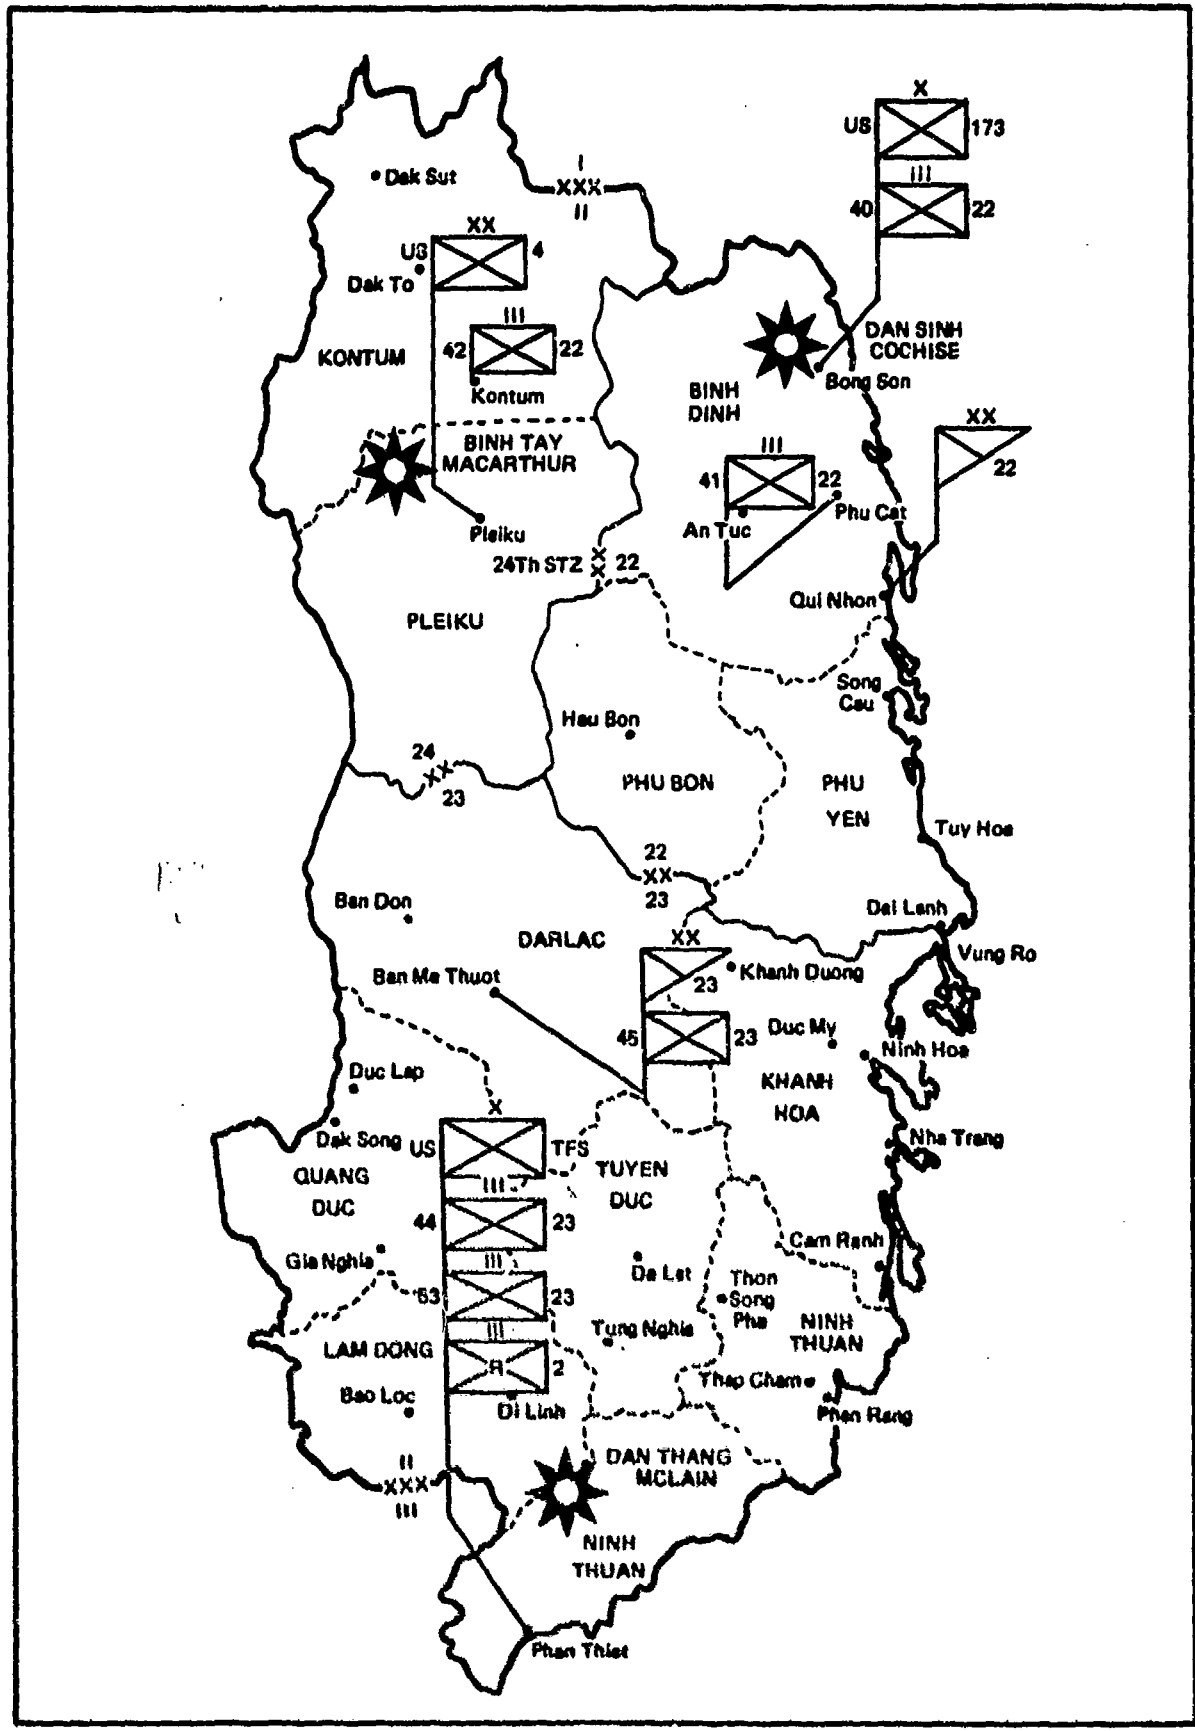 X
US 173
III
40 22
I
XXX
II
Dak Sut
XX
US 4
Dak To
III
42 22
Kontum
KONTUM
DAN SINH
COCHISE
Bong Son
BINH
DINH
BINH TAY
MACARTHUR
Pleiku
XX
22
III
41 22
An Tuc
Phu Cat
24Th STZ XX 22
Qui Nhon
PLEIKU
Song
Cau
Hau Bon
24
XX
23
PHU BON
PHU
YEN
Tuy Hoa
22
XX
23
Ban Don
Dai Lanh
DARLAC
Vung Ro
XX
23
Khanh Duong
Ban Me Thuot
45 23
Duc My
Ninh Hoa
Duc Lap
KHANH
HOA
X
US TFS
Dak Song
Nha Trang
QUANG
DUC
TUYEN
DUC
III
44 23
Gia Nghia
Cam Ranh
Da Lat
III
53 23
Thon
Song
Pha
NINH
THUAN
Tung Nghia
LAM DONG
III
R 2
Bao Loc
Di Linh
Thap Cham
Phan Rang
II
XXX
III
DAN THANG
MCLAIN
NINH
THUAN
Phan Thiet